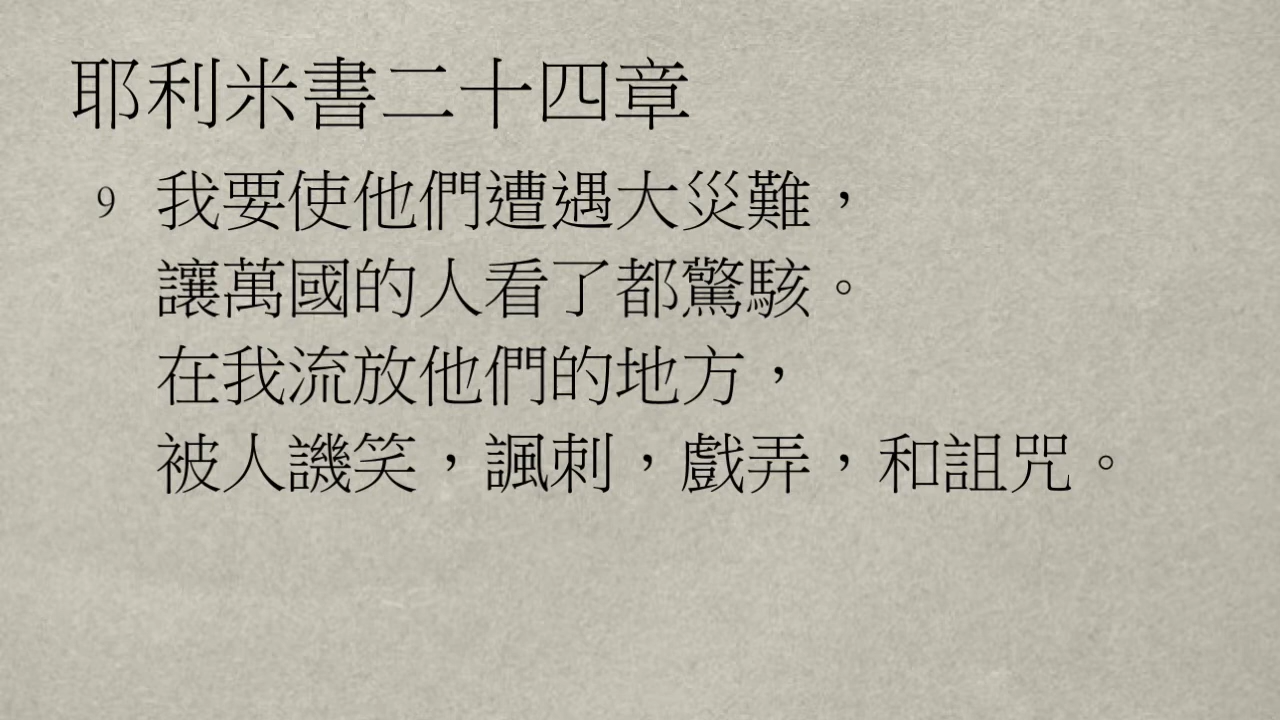 耶利米書二十四章
9 我要使他們遭遇大災難，
讓萬國的人看了都驚駭。
在我流放他們的地方，
被人譏笑，諷刺，戲弄，和詛咒。